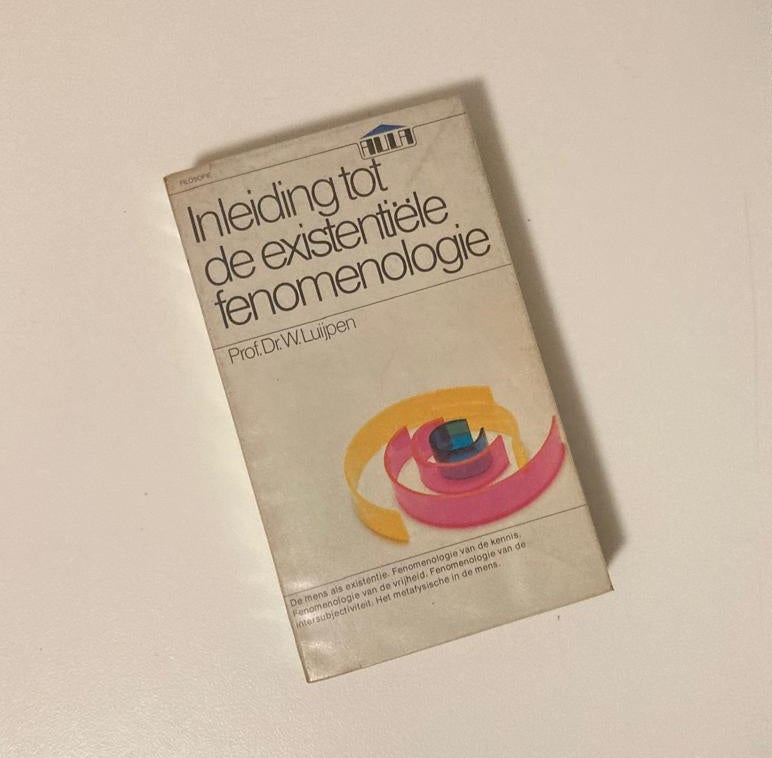 FILOSOFIE
AULA
Inleiding tot
de existentiële
fenomenologie
Prof.Dr.W.Luijpen
De mens als existentie. Fenomenologie van de kennis.
Fenomenologie van de vrijheid. Fenomenologie van de
intersubjectiviteit. Het metafysische in de mens.